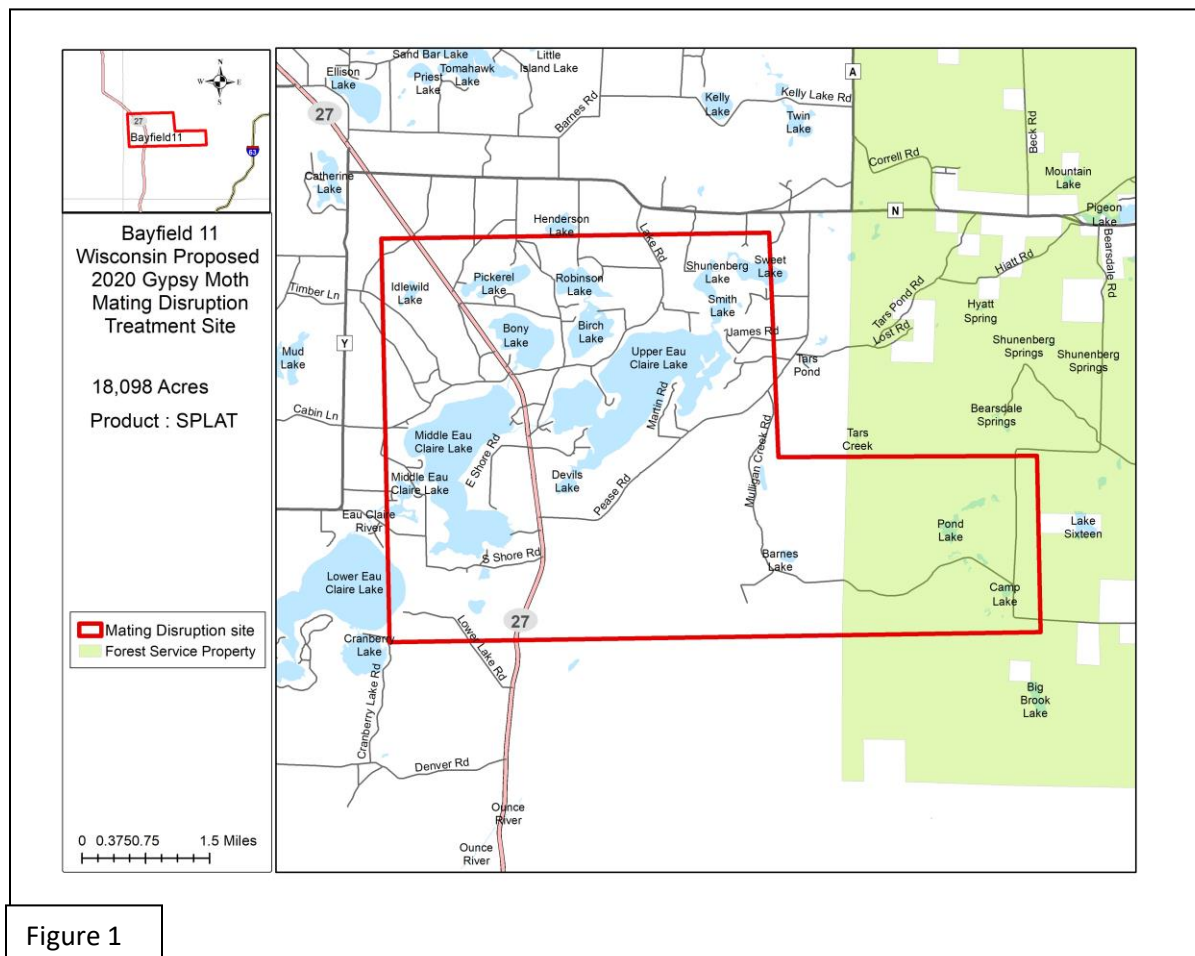 N
W
E
S
27
Bayfield11
63
Bayfield 11
Wisconsin Proposed
2020 Gypsy Moth
Mating Disruption
Treatment Site
18,098 Acres
Product : SPLAT
Mating Disruption site
Forest Service Property
0 0.3750.75 1.5 Miles
Sand Bar Lake
Little
Island Lake
Ellison
Lake
Priest
Lake
Tomahawk
Lake
27
Barnes Rd
Kelly
Lake
Kelly Lake Rd
Twin
Lake
A
Beck Rd
Correll Rd
Mountain
Lake
Catherine
Lake
Henderson
Lake
Lake Rd
N
Pigeon
Lake
Bearsdale Rd
Hiatt Rd
Timber Ln
Idlewild
Lake
Pickerel
Lake
Robinson
Lake
Shunenberg
Lake
Sweet
Lake
Smith
Lake
Tars Pond Rd
Hyatt
Spring
Lost Rd
Y
Mud
Lake
Bony
Lake
Birch
Lake
Upper Eau
Claire Lake
James Rd
Tars
Pond
Shunenberg
Springs
Shunenberg
Springs
Cabin Ln
Martin Rd
Bearsdale
Springs
Middle Eau
Claire Lake
E Shore Rd
Tars
Creek
Middle Eau
Claire Lake
Devils
Lake
Pease Rd
Mulligan Creek Rd
Eau Claire
River
Pond
Lake
Lake
Sixteen
S Shore Rd
Barnes
Lake
Lower Eau
Claire Lake
Camp
Lake
27
Cranberry
Lake
Lower Lake Rd
Cranberry Lake Rd
Big
Brook
Lake
Denver Rd
Ounce
River
Ounce
River
Figure 1